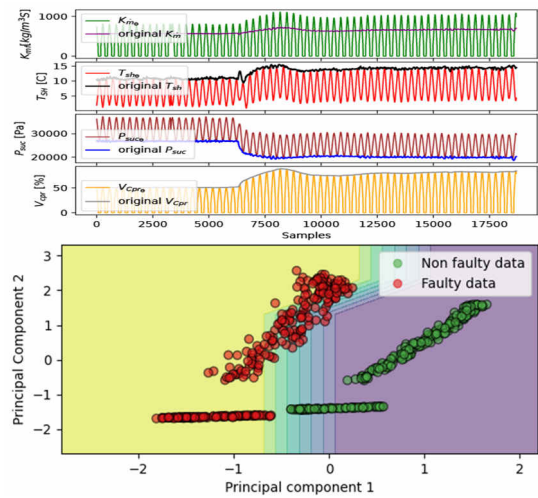 K_m[kg/m³S]
1000
0
K_me
original K_m
T_SH [C]
15
10
5
T_she
original T_sh
P_suc [Pa]
30000
20000
P_suce
original P_suc
V_cpr [%]
50
0
V_Cpre
original V_Cpr
0 2500 5000 7500 10000 12500 15000 17500
Samples
Principal Component 2
3
2
1
0
−1
−2
Non faulty data
Faulty data
−2 −1 0 1 2
Principal component 1